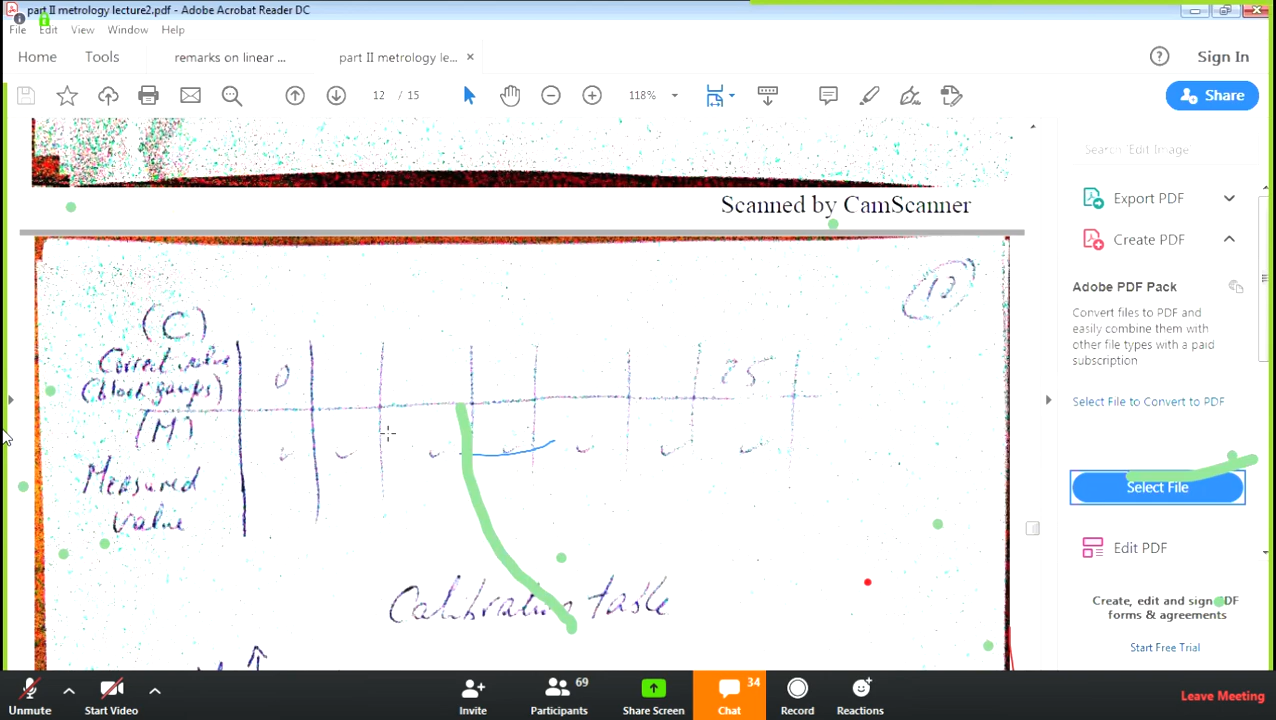 part II metrology lecture2.pdf - Adobe Acrobat Reader DC
File Edit View Window Help
Home Tools remarks on linear ... part II metrology le... × Sign In
12 / 15 118% Share
Search 'Edit Image
Scanned by CamScanner
Export PDF
Create PDF
Adobe PDF Pack
Convert files to PDF and
easily combine them with
other file types with a paid
subscription
Select File to Convert to PDF
Select File
Edit PDF
Create, edit and sign PDF
forms & agreements
Start Free Trial
(C)
Correct value 0 25
(block gauges)
(M)
Measured
value
Calibration table
M
Unmute Start Video Invite Participants 69 Share Screen Chat 34 Record Reactions Leave Meeting